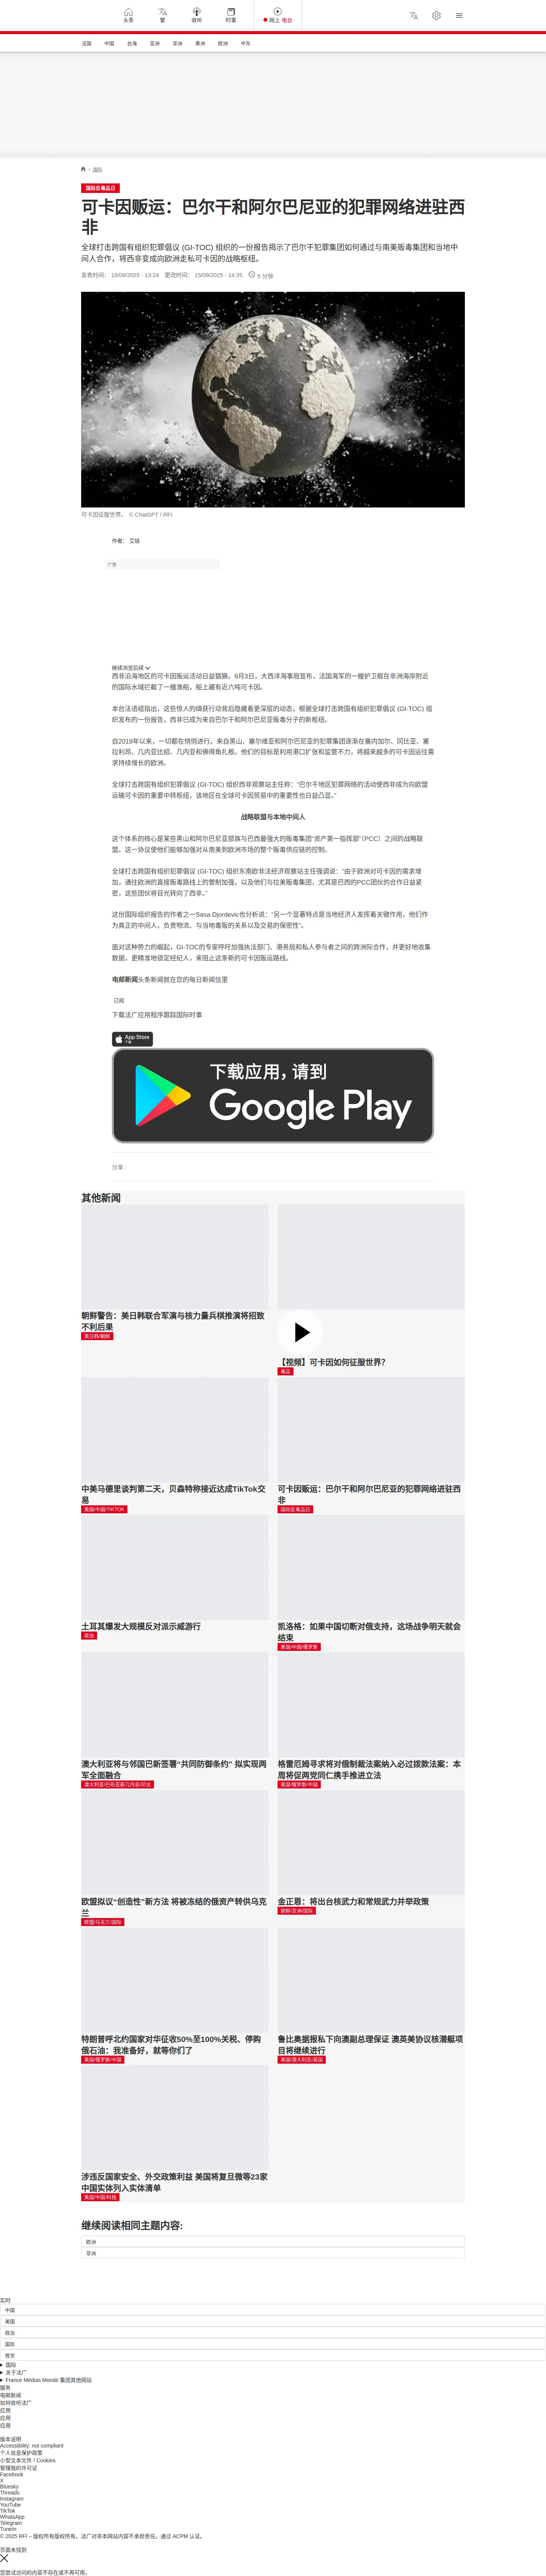 头条
繁
收听
时事
网上 电台
法国
中国
台海
亚洲
非洲
美洲
欧洲
中东
/ 国际
国际反毒品日
可卡因贩运：巴尔干和阿尔巴尼亚的犯罪网络进驻西
非
全球打击跨国有组织犯罪倡议 (GI-TOC) 组织的一份报告揭示了巴尔干犯罪集团如何通过与南美贩毒集团和当地中
间人合作，将西非变成向欧洲走私可卡因的战略枢纽。
发表时间： 15/09/2025 - 13:24 更改时间： 15/09/2025 - 14:35 5 分钟
可卡因征服世界。 © ChatGPT / RFI
作者： 艾娃
广告
继续浏览后续
西非沿海地区的可卡因贩运活动日益猖獗。9月3日，大西洋海事局宣布，法国海军的一艘护卫舰在非洲海岸附近
的国际水域拦截了一艘渔船，船上藏有近六吨可卡因。
本台法语组指出，这些惊人的缉获行动背后隐藏着更深层的动态，根据全球打击跨国有组织犯罪倡议 (GI-TOC) 组
织发布的一份报告，西非已成为来自巴尔干和阿尔巴尼亚贩毒分子的新枢纽。
自2019年以来，一切都在悄悄进行。来自黑山、塞尔维亚和阿尔巴尼亚的犯罪集团逐渐在塞内加尔、冈比亚、塞
拉利昂、几内亚比绍、几内亚和佛得角扎根。他们的目标是利用港口扩张和监管不力，将越来越多的可卡因运往需
求持续增长的欧洲。
全球打击跨国有组织犯罪倡议 (GI-TOC) 组织西非观察站主任称：“巴尔干地区犯罪网络的活动使西非成为向欧盟
运输可卡因的重要中转枢纽，该地区在全球可卡因贸易中的重要性也日益凸显。”
战略联盟与本地中间人
这个体系的核心是某些黑山和阿尔巴尼亚部族与巴西最强大的贩毒集团“资产第一指挥部”（PCC）之间的战略联
盟。这一协议使他们能够加强对从南美到欧洲市场的整个贩毒供应链的控制。
全球打击跨国有组织犯罪倡议 (GI-TOC) 组织东南欧非法经济观察站主任强调说：“由于欧洲对可卡因的需求增
加，通往欧洲的直接贩毒路线上的管制加强，以及他们与拉美贩毒集团，尤其是巴西的PCC团伙的合作日益紧
密，这些团伙将目光转向了西非。”
这份国际组织报告的作者之一Sasa Djordevic也分析说：“另一个显著特点是当地经济人发挥着关键作用，他们作
为真正的中间人，负责物流、与当地毒贩的关系以及交易的保密性”。
面对这种势力的崛起，GI-TOC的专家呼吁加强执法部门、港务局和私人参与者之间的跨洲际合作，并更好地收集
数据，更精准地锁定经纪人，来阻止这条新的可卡因贩运路线。
电邮新闻头条新闻就在您的每日新闻信里
订阅
下载法广应用程序跟踪国际时事
App Store
下载应用，请到
Google Play
分享 :
其他新闻
朝鲜警告：美日韩联合军演与核力量兵棋推演将招致
不利后果
美日韩/朝鲜
【视频】可卡因如何征服世界？
毒品
中美马德里谈判第二天，贝森特称接近达成TikTok交
易
美国/中国/TIKTOK
可卡因贩运：巴尔干和阿尔巴尼亚的犯罪网络进驻西
非
国际反毒品日
土耳其爆发大规模反对派示威游行
政治
凯洛格：如果中国切断对俄支持，这场战争明天就会
结束
美国/中国/俄罗斯
澳大利亚将与邻国巴新签署“共同防御条约” 拟实现两
军全面融合
澳大利亚/巴布亚新几内亚/印太
格雷厄姆寻求将对俄制裁法案纳入必过拨款法案：本
周将促两党同仁携手推进立法
美国/俄罗斯/中国
欧盟拟议“创造性”新方法 将被冻结的俄资产转供乌克
兰
欧盟/乌克兰/国际
金正恩：将出台核武力和常规武力并举政策
朝鲜/亚洲/国际
特朗普呼北约国家对华征收50%至100%关税、停购
俄石油：我准备好，就等你们了
美国/俄罗斯/中国
鲁比奥据报私下向澳副总理保证 澳英美协议核潜艇项
目将继续进行
美国/澳大利亚/英国
涉违反国家安全、外交政策利益 美国将复旦微等23家
中国实体列入实体清单
美国/中国/科技
继续阅读相同主题内容:
欧洲
非洲
实时
中国
美国
政治
国际
普京
国际
关于法广
France Médias Monde 集团其他网站
服务
电邮新闻
如何收听法广
应用
应用
应用
版本说明
Accessibility: not compliant
个人信息保护政策
小型文本文件 / Cookies
管理我的许可证
Facebook
X
Bluesky
Threads
Instagram
YouTube
TikTok
WhatsApp
Telegram
TuneIn
© 2025 RFI – 版权所有版权所有。法广对非本网站内容不承担责任。通过 ACPM 认证。
页面未找到
您尝试访问的内容不存在或不再可用。